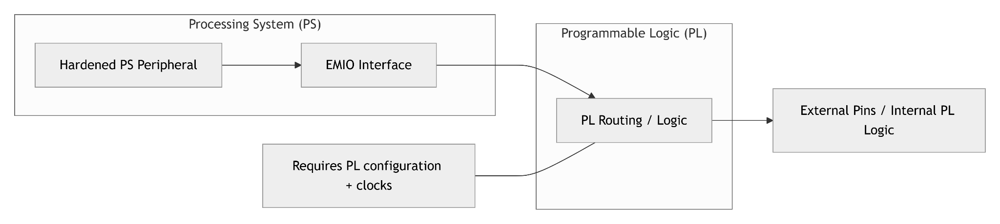 Processing System (PS)
Hardened PS Peripheral
EMIO Interface
Programmable Logic (PL)
PL Routing / Logic
External Pins / Internal PL
Logic
Requires PL configuration
+ clocks